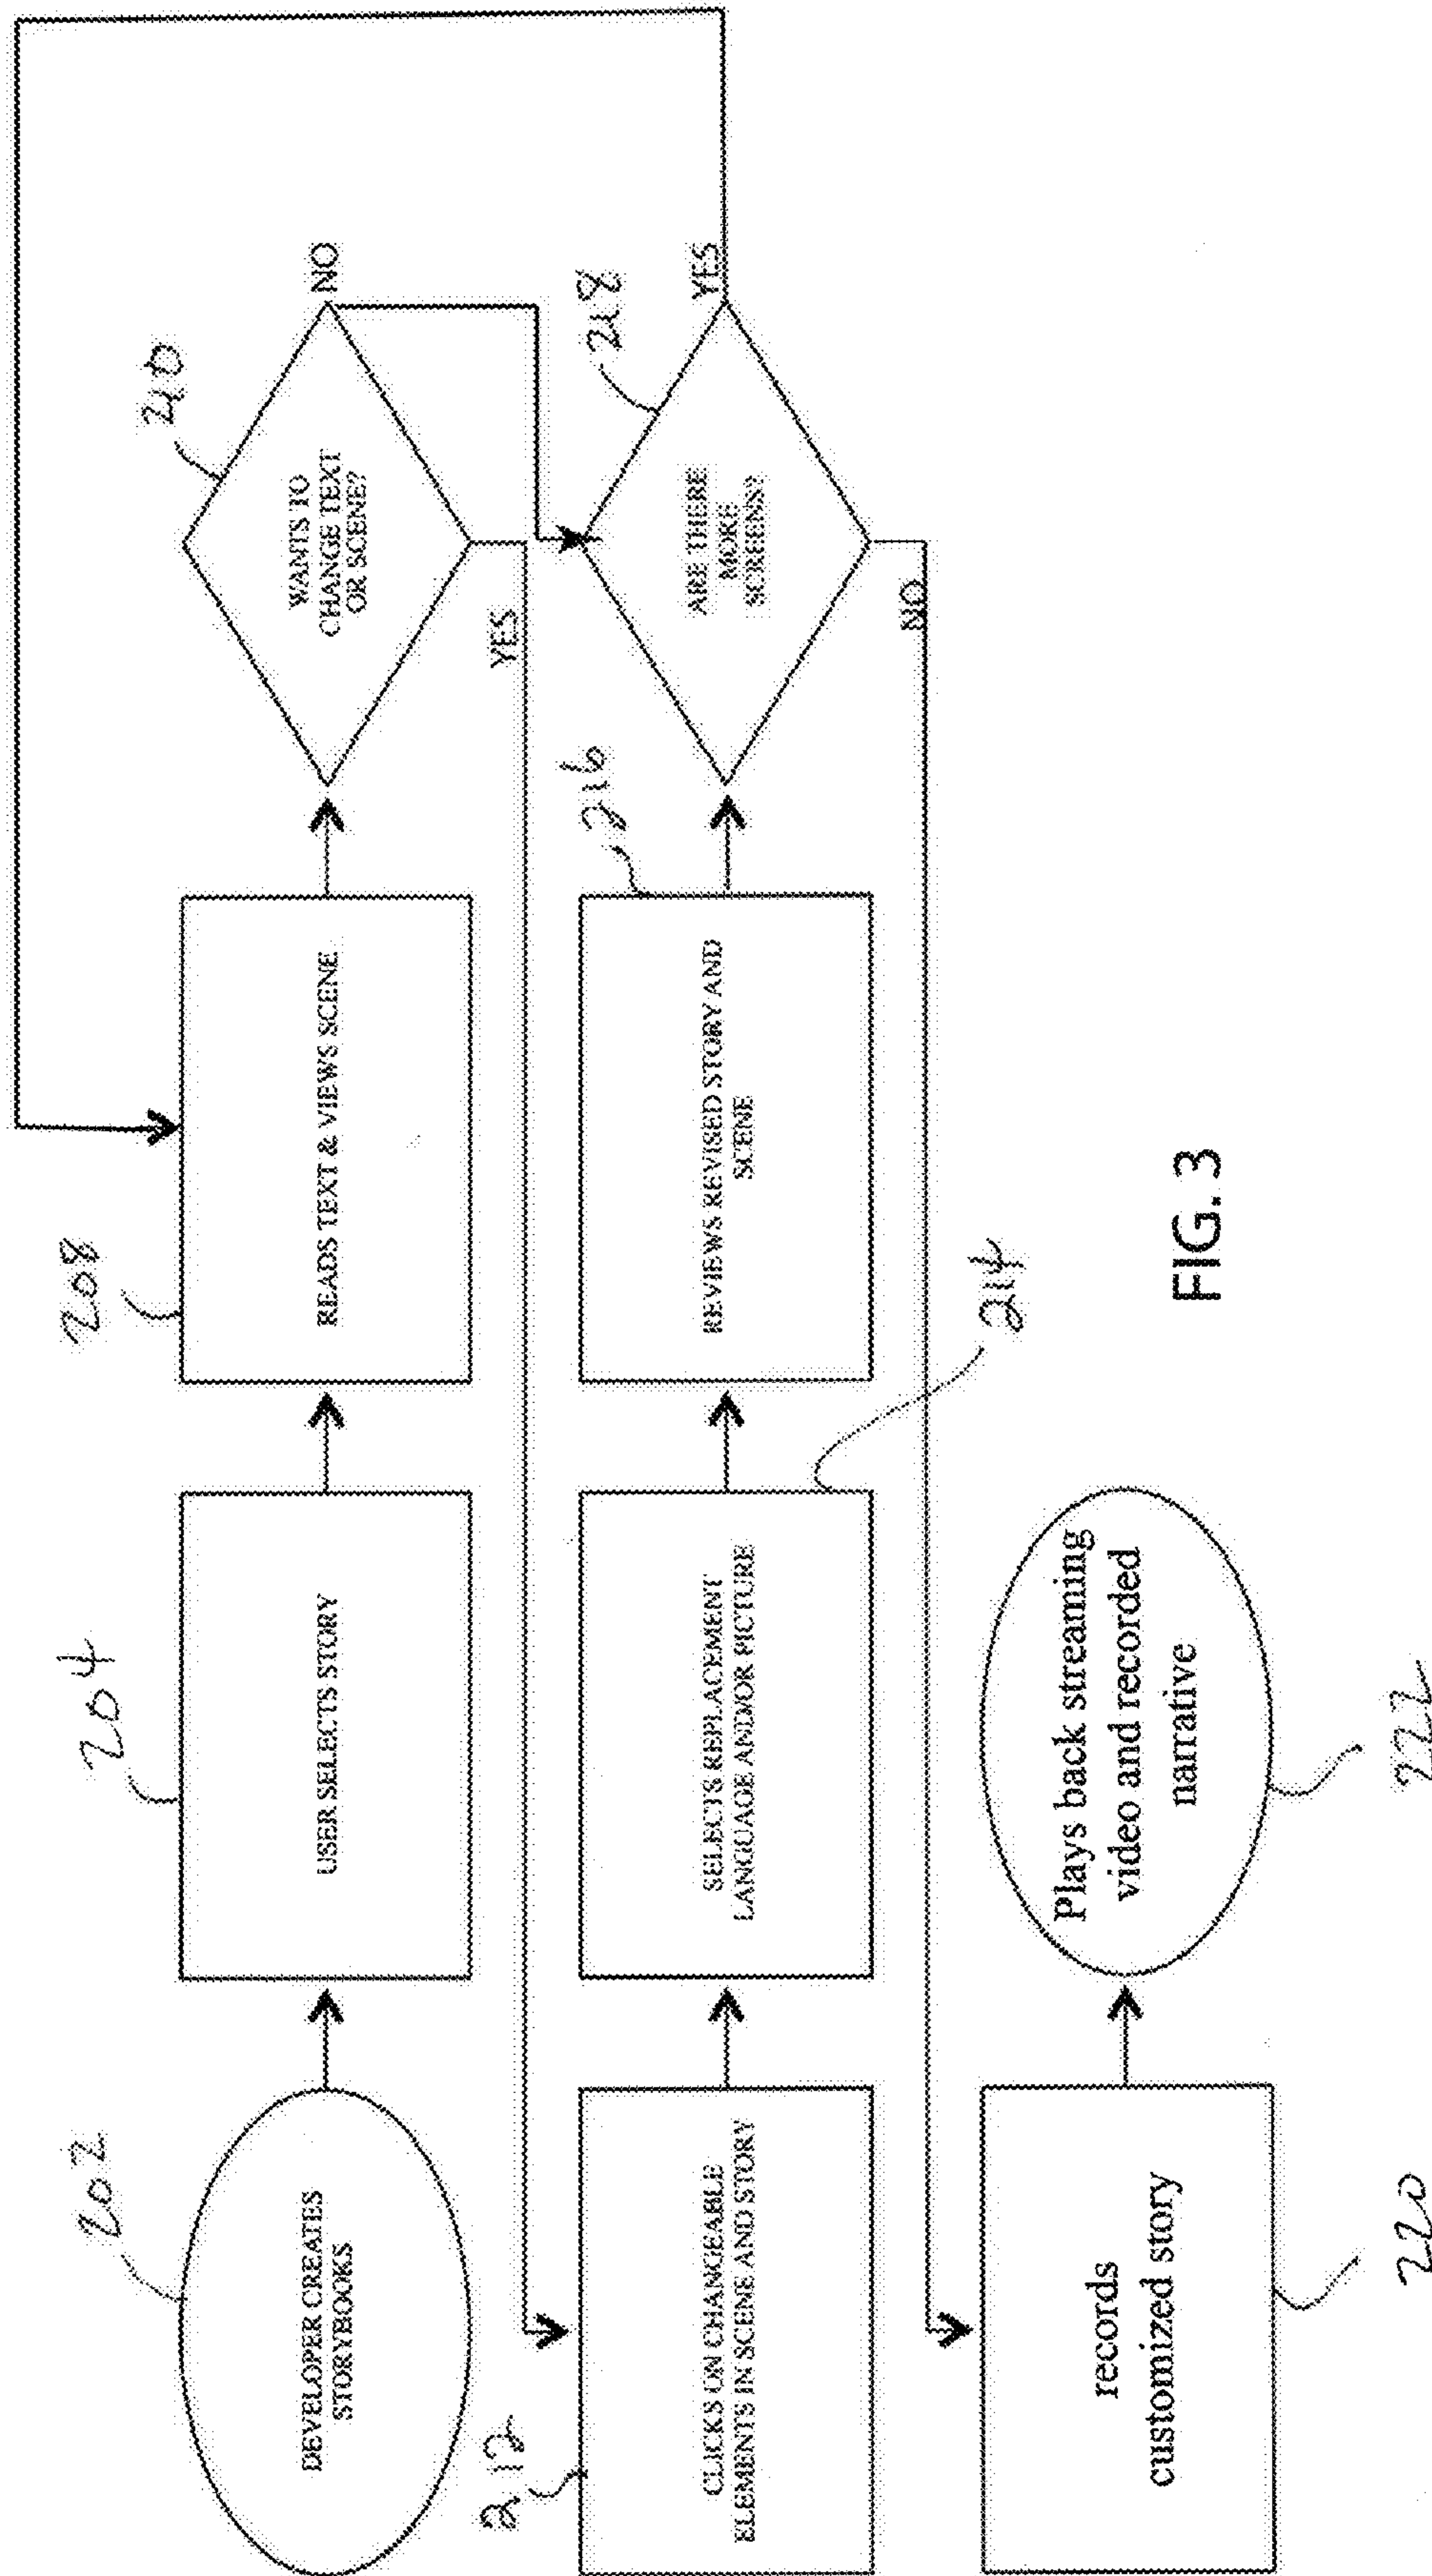 202
DEVELOPER CREATES
STORYBOOKS
204
USER SELECTS STORY
208
READS TEXT & VIEWS SCENE
210
WANTS TO
CHANGE TEXT
OR SCENE?
NO
YES
212
CLICKS ON CHANGEABLE
ELEMENTS IN SCENE AND STORY
SELECTS REPLACEMENT
LANGUAGE AND/OR PICTURE
214
REVIEWS REVISED STORY AND
SCENE
216
ARE THERE
MORE
SCREENS?
218
YES
NO
records
customized story
220
Plays back streaming
video and recorded
narrative
222
FIG. 3